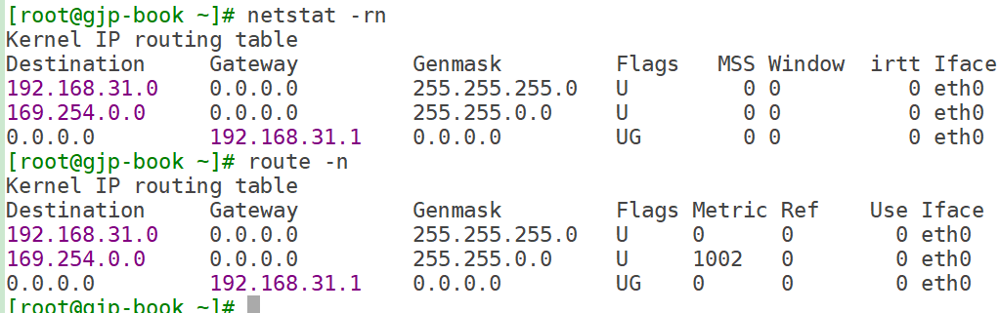 [root@gjp-book ~]# netstat -rn
Kernel IP routing table
Destination     Gateway         Genmask         Flags   MSS Window  irtt Iface
192.168.31.0    0.0.0.0         255.255.255.0   U         0 0          0 eth0
169.254.0.0     0.0.0.0         255.255.0.0     U         0 0          0 eth0
0.0.0.0         192.168.31.1    0.0.0.0         UG        0 0          0 eth0
[root@gjp-book ~]# route -n
Kernel IP routing table
Destination     Gateway         Genmask         Flags Metric Ref    Use Iface
192.168.31.0    0.0.0.0         255.255.255.0   U     0      0        0 eth0
169.254.0.0     0.0.0.0         255.255.0.0     U     1002   0        0 eth0
0.0.0.0         192.168.31.1    0.0.0.0         UG    0      0        0 eth0
[root@gjp-book ~]#